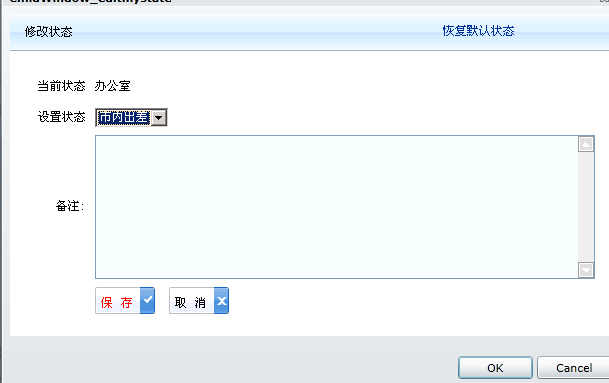 ChildWindow_editmystate
修改状态
恢复默认状态
当前状态 办公室
设置状态 市内出差
备注:
保 存
取 消
OK
Cancel